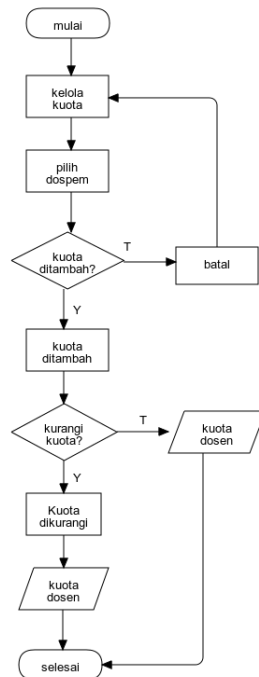 mulai
kelola
kuota
pilih
dospem
kuota
ditambah?
T
batal
Y
kuota
ditambah
kurangi
kuota?
T
kuota
dosen
Y
Kuota
dikurangi
kuota
dosen
selesai